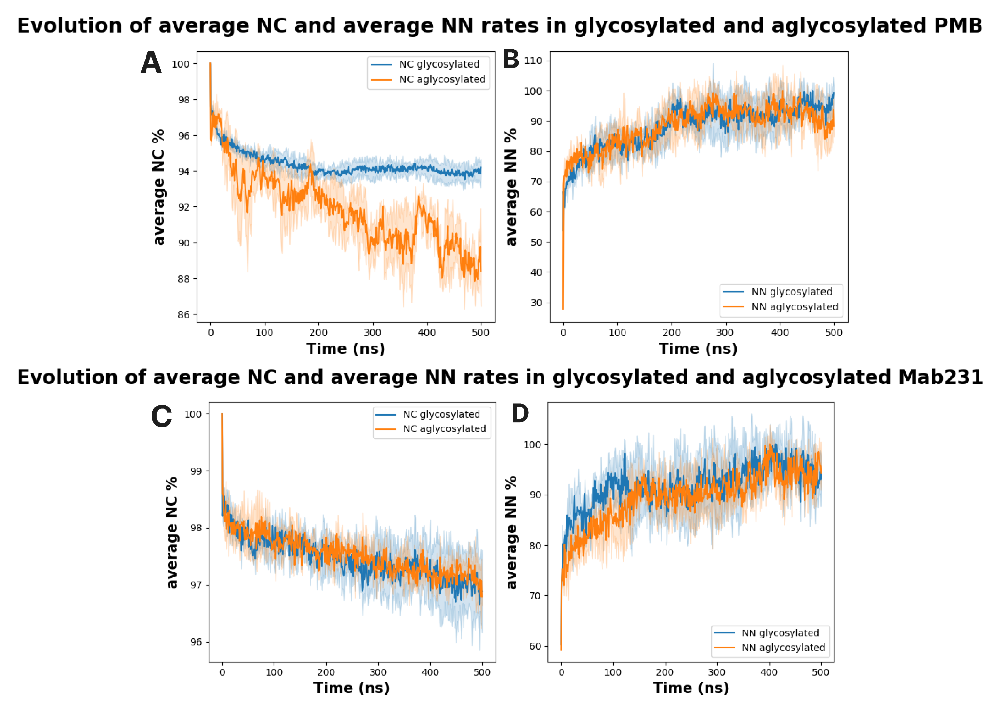 Evolution of average NC and average NN rates in glycosylated and aglycosylated PMB
A
average NC %
100
98
96
94
92
90
88
86
NC glycosylated
NC aglycosylated
0 100 200 300 400 500
Time (ns)
B
average NN %
110
100
90
80
70
60
50
40
30
NN glycosylated
NN aglycosylated
0 100 200 300 400 500
Time (ns)
Evolution of average NC and average NN rates in glycosylated and aglycosylated Mab231
C
average NC %
100
99
98
97
96
NC glycosylated
NC aglycosylated
0 100 200 300 400 500
Time (ns)
D
average NN %
100
90
80
70
60
NN glycosylated
NN aglycosylated
0 100 200 300 400 500
Time (ns)